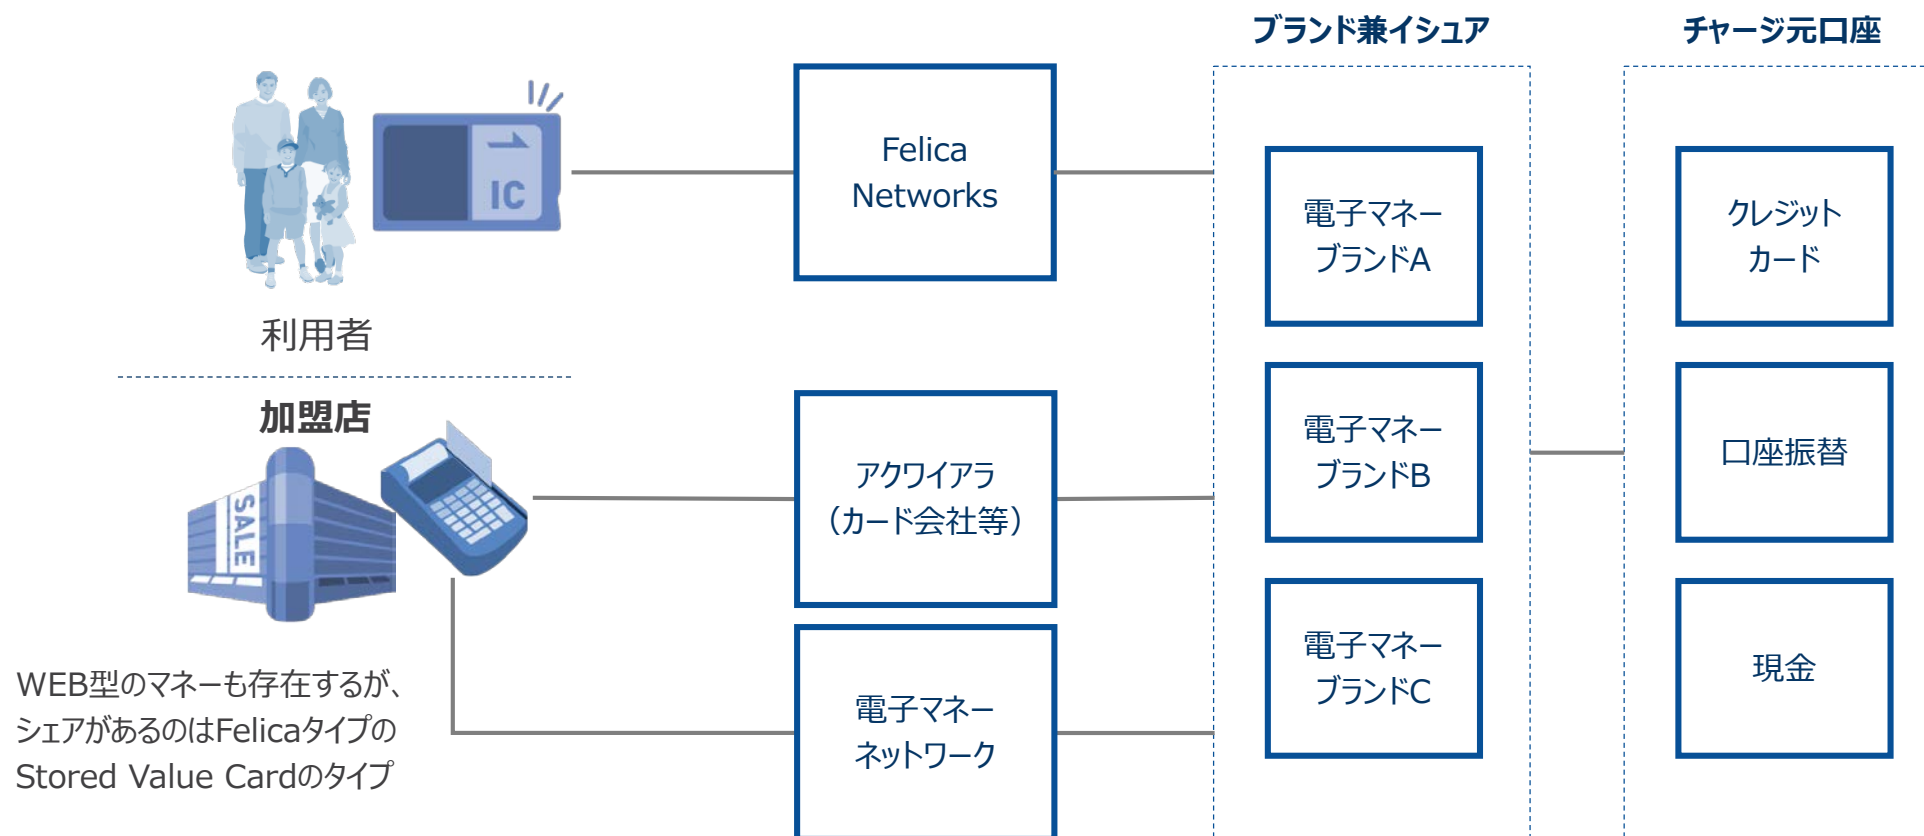 ブランド兼イシュア
チャージ元口座
IC
Felica
Networks
電子マネー
ブランドA
クレジット
カード
利用者
加盟店
SALE
アクワイアラ
(カード会社等)
電子マネー
ブランドB
口座振替
WEB型のマネーも存在するが、
シェアがあるのはFelicaタイプの
Stored Value Cardのタイプ
電子マネー
ネットワーク
電子マネー
ブランドC
現金